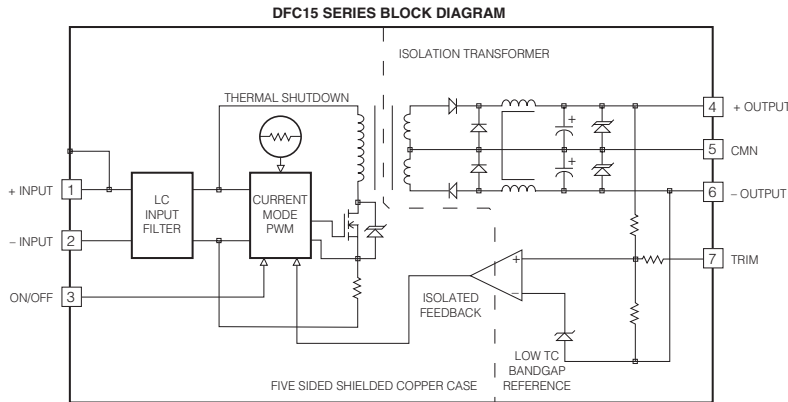 DFC15 SERIES BLOCK DIAGRAM
ISOLATION TRANSFORMER
THERMAL SHUTDOWN
4
+ OUTPUT
+
5
CMN
+
1
+ INPUT
LC
INPUT
FILTER
CURRENT
MODE
PWM
6
– OUTPUT
2
– INPUT
7
TRIM
+
–
3
ON/OFF
ISOLATED
FEEDBACK
LOW TC
BANDGAP
REFERENCE
FIVE SIDED SHIELDED COPPER CASE